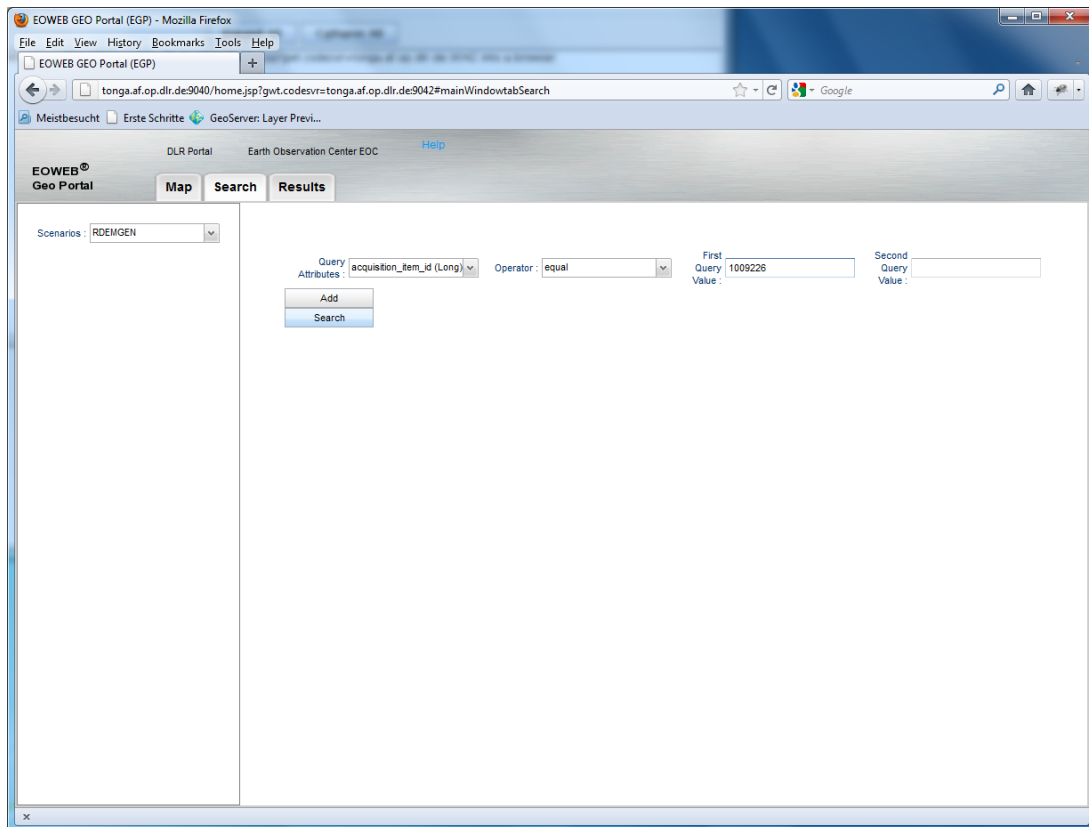 EOWEB GEO Portal (EGP) - Mozilla Firefox
File Edit View History Bookmarks Tools Help
EOWEB GEO Portal (EGP) +
tonga.af.op.dlr.de:9040/home.jsp?gwt.codesvr=tonga.af.op.dlr.de:9042#mainWindowtabSearch Google
Meistbesucht Erste Schritte GeoServer: Layer Previ...
DLR Portal Earth Observation Center EOC Help
EOWEB®
Geo Portal
Map Search Results
Scenarios : RDEMGEN
Query Attributes : acquisition_item_id (Long) Operator : equal First Query Value : 1009226 Second Query Value :
Add
Search